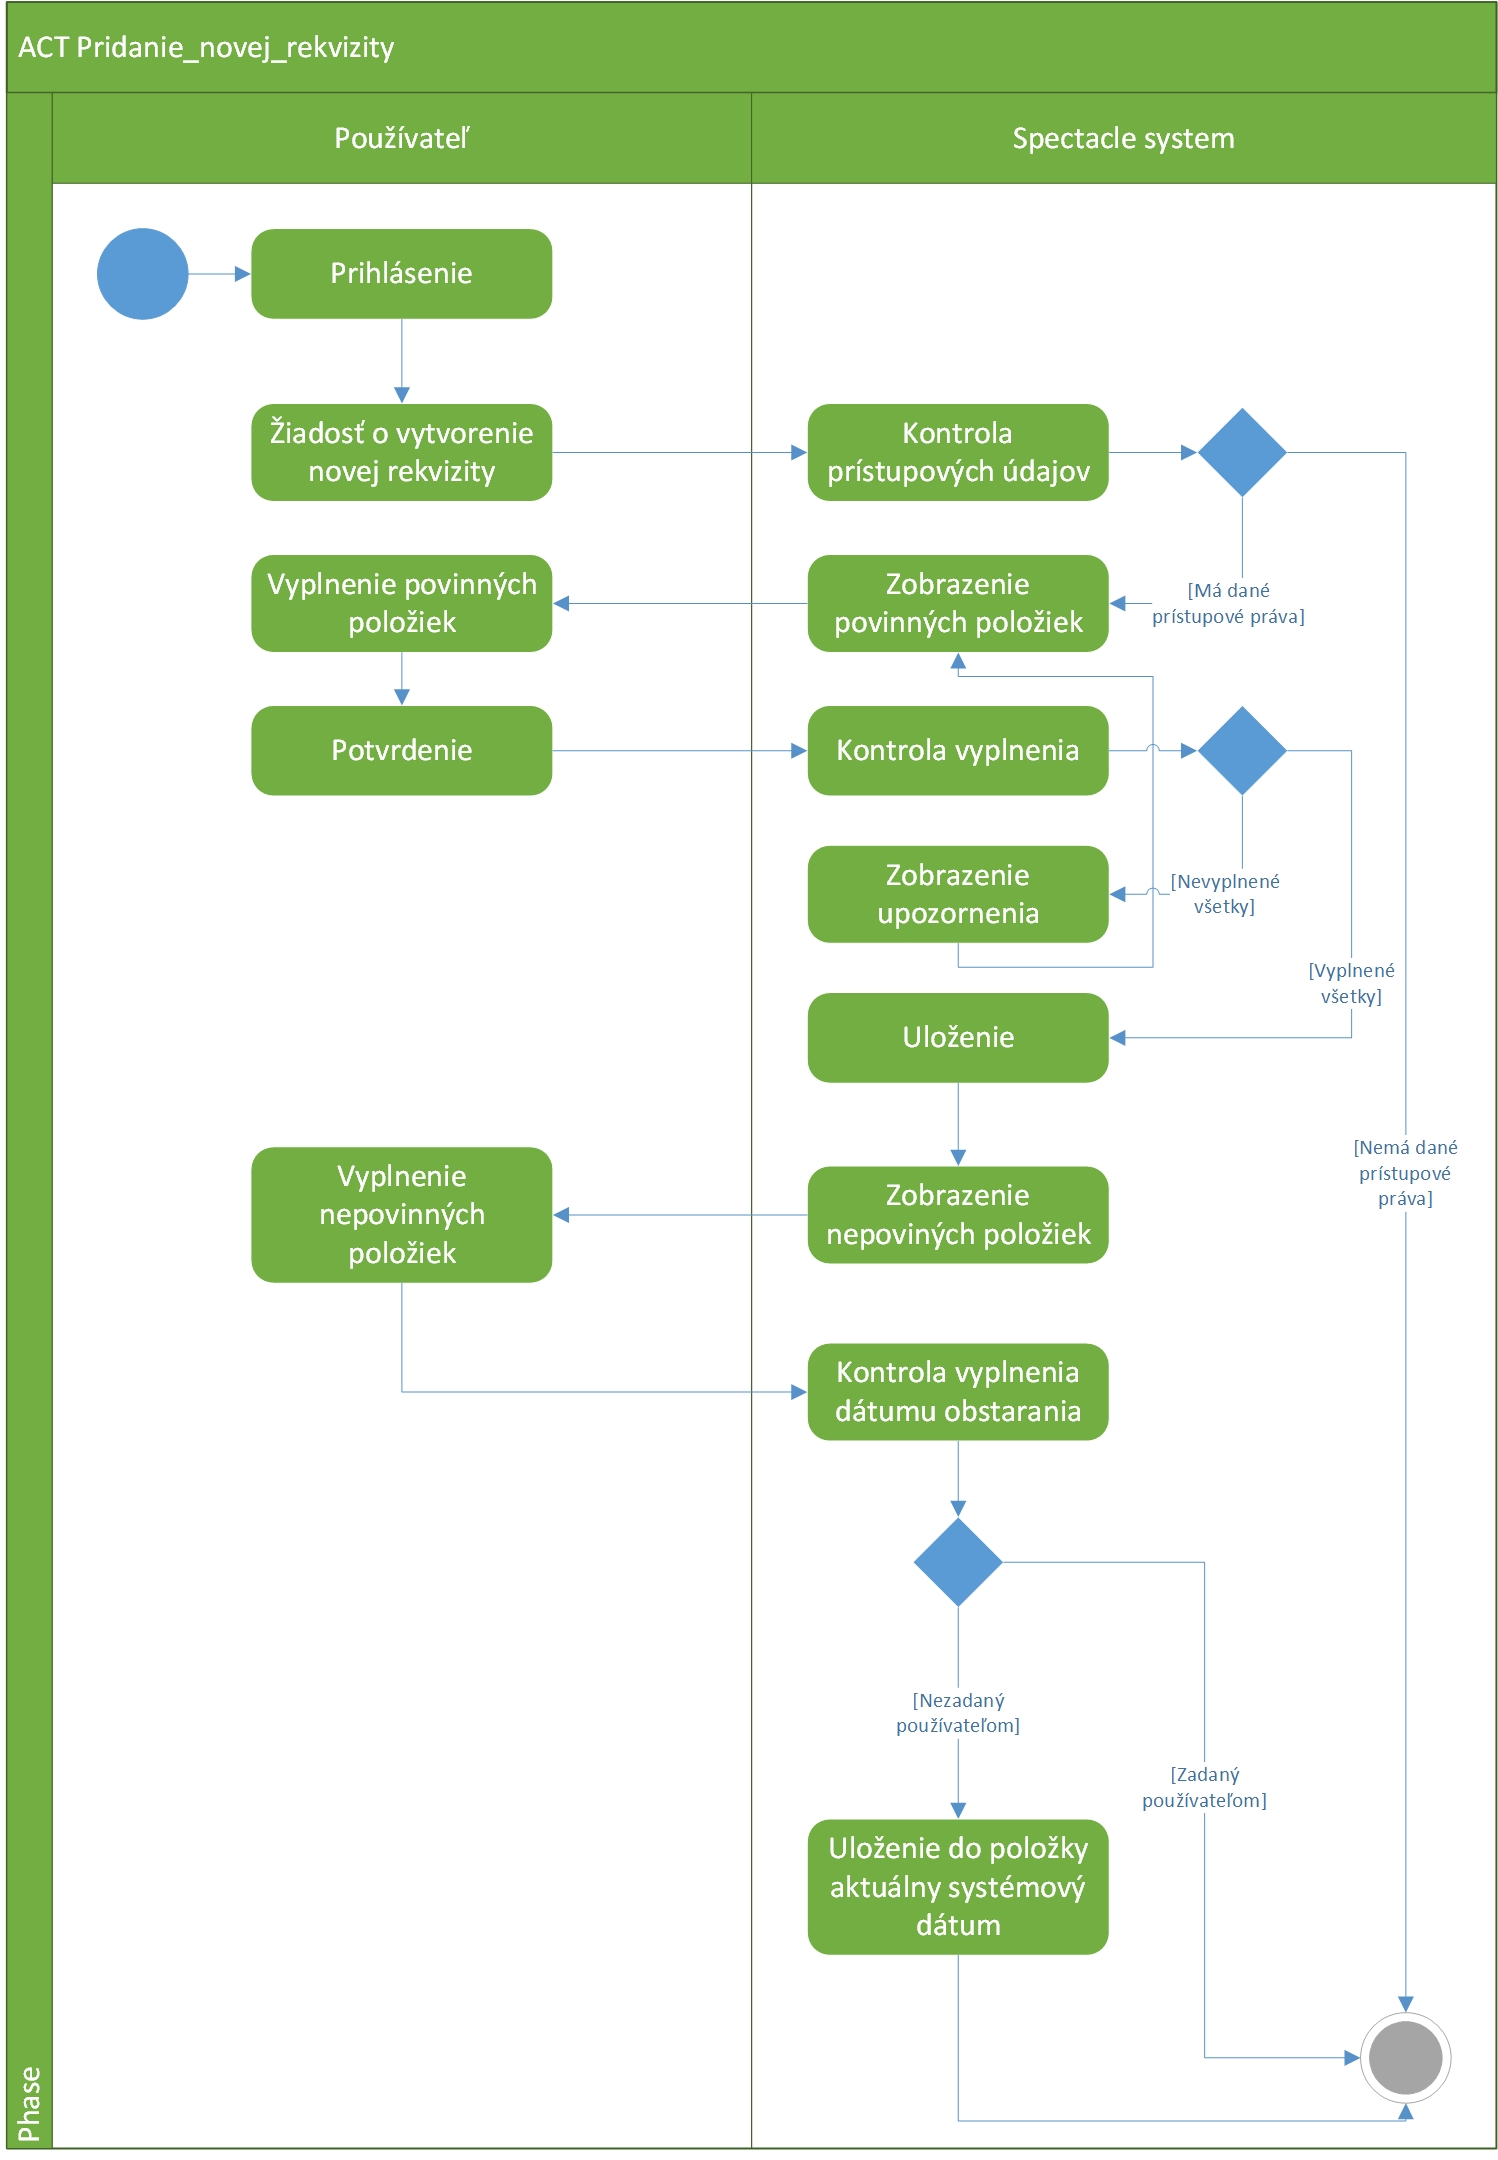 ACT Pridanie_novej_rekvizity
Používateľ
Spectacle system
Prihlásenie
Žiadosť o vytvorenie
novej rekvizity
Kontrola
prístupových údajov
Vyplnenie povinných
položiek
Zobrazenie
povinných položiek
[Má dané
prístupové práva]
Potvrdenie
Kontrola vyplnenia
Zobrazenie
upozornenia
[Nevyplnené
všetky]
[Vyplnené
všetky]
Uloženie
[Nemá dané
prístupové
práva]
Vyplnenie
nepovinných
položiek
Zobrazenie
nepoviných položiek
Kontrola vyplnenia
dátumu obstarania
[Nezadaný
používateľom]
[Zadaný
používateľom]
Uloženie do položky
aktuálny systémový
dátum
Phase